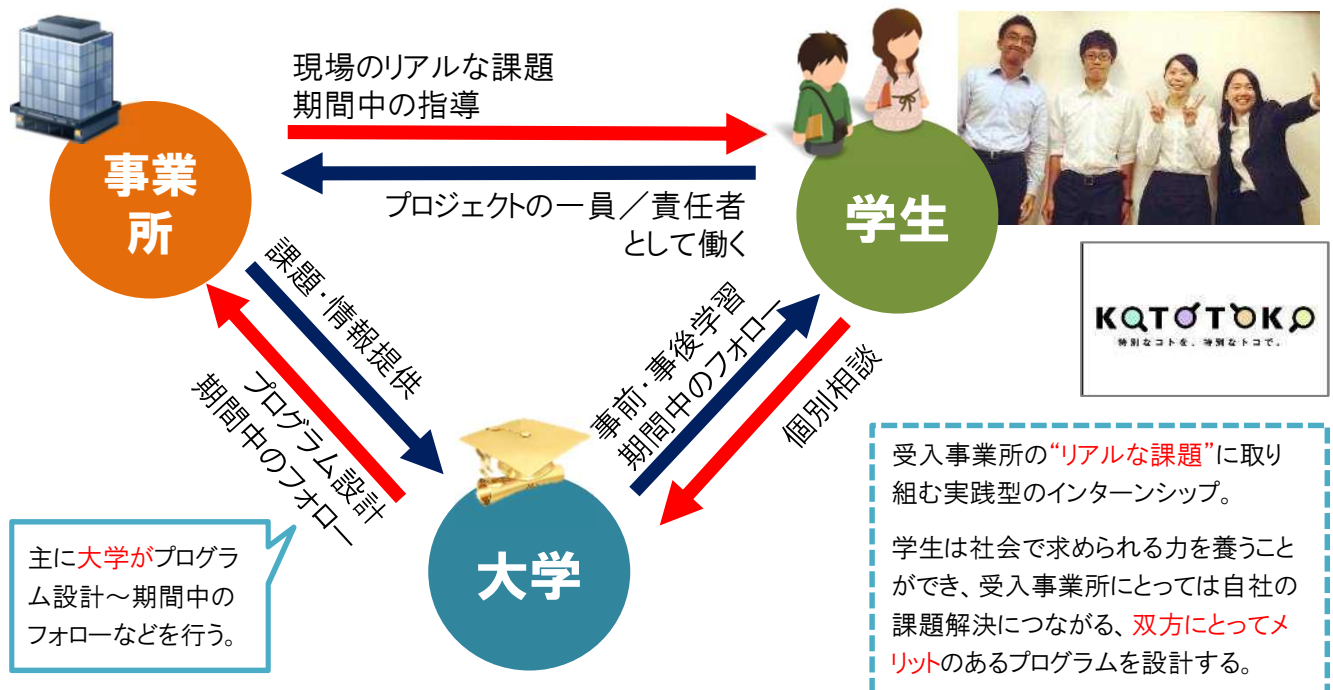 現場のリアルな課題
期間中の指導
事業
所
学生
プロジェクトの一員／責任者
として働く
KOTOTOKO
特別なコトを、特別なトコで。
課題・情報提供
プログラム設計
期間中のフォロー
事前・事後学習
期間中のフォロー
個別相談
大学
主に大学がプログラ
ム設計～期間中の
フォローなどを行う。
受入事業所の“リアルな課題”に取り
組む実践型のインターンシップ。
学生は社会で求められる力を養うこと
ができ、受入事業所にとっては自社の
課題解決につながる、双方にとってメ
リットのあるプログラムを設計する。